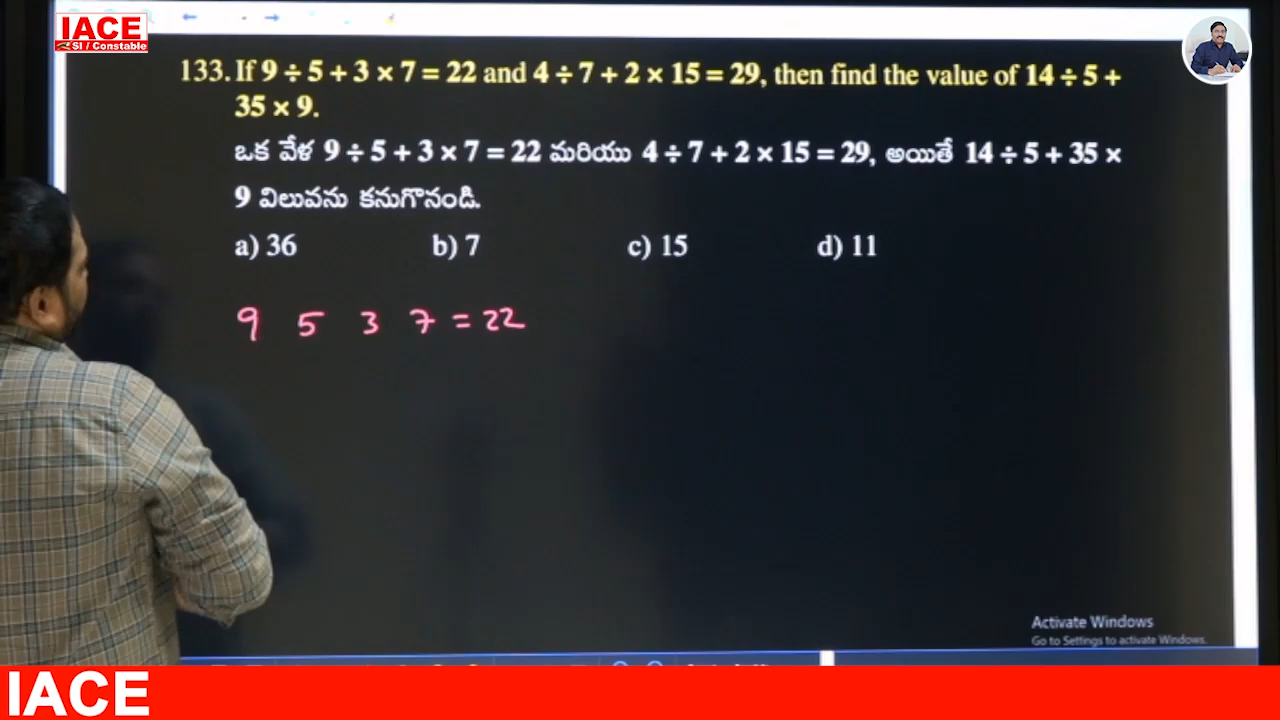 IACE
SI / Constable
133. If 9 ÷ 5 + 3 × 7 = 22 and 4 ÷ 7 + 2 × 15 = 29, then find the value of 14 ÷ 5 +
35 × 9.
ఒక వేళ 9 ÷ 5 + 3 × 7 = 22 మరియు 4 ÷ 7 + 2 × 15 = 29, అయితే 14 ÷ 5 + 35 ×
9 విలువను కనుగొనండి.
a) 36 b) 7 c) 15 d) 11
9 5 3 7 = 22
Activate Windows
Go to Settings to activate Windows.
IACE